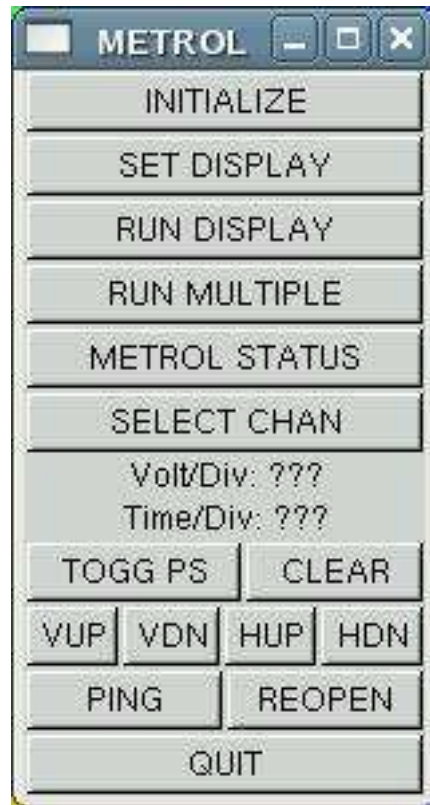 METROL
INITIALIZE
SET DISPLAY
RUN DISPLAY
RUN MULTIPLE
METROL STATUS
SELECT CHAN
Volt/Div: ???
Time/Div: ???
TOGG PS CLEAR
VUP VDN HUP HDN
PING REOPEN
QUIT